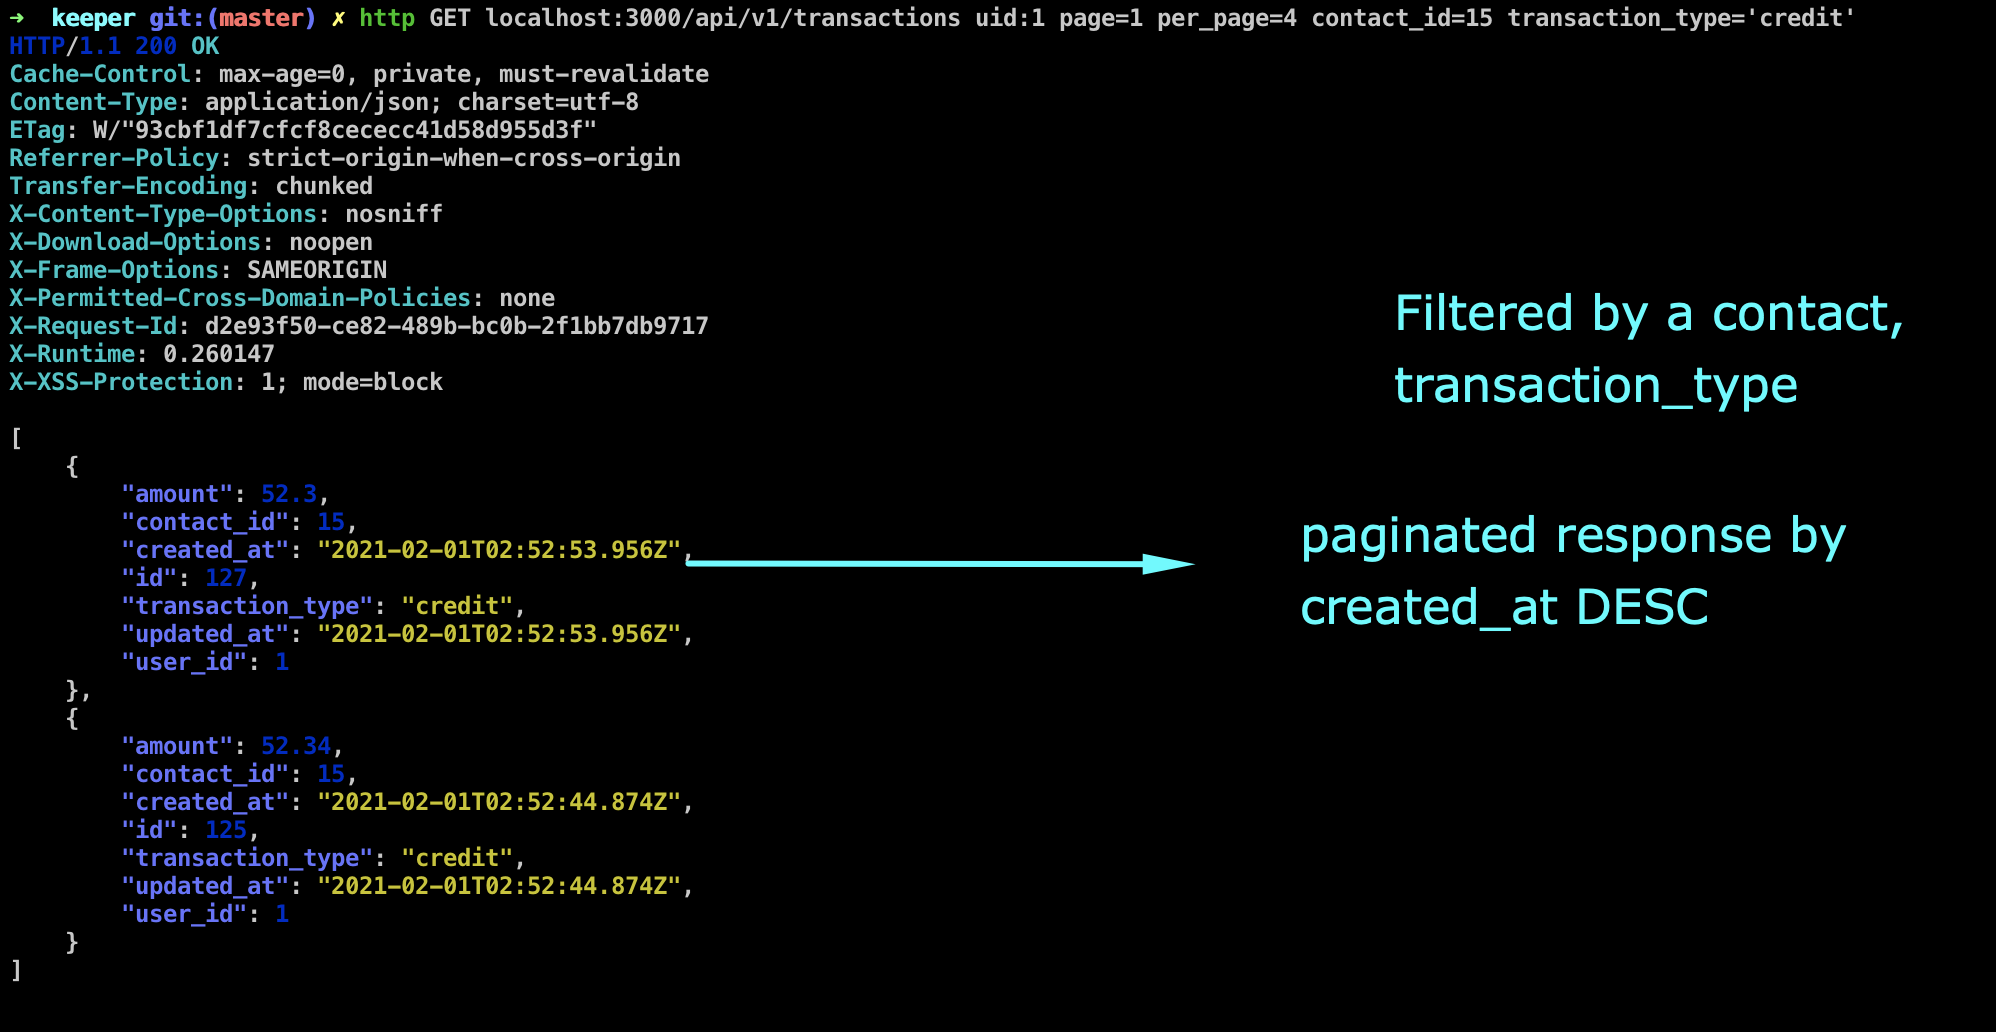 ➜  keeper git:(master) ✗ http GET localhost:3000/api/v1/transactions uid:1 page=1 per_page=4 contact_id=15 transaction_type='credit'
HTTP/1.1 200 OK
Cache-Control: max-age=0, private, must-revalidate
Content-Type: application/json; charset=utf-8
ETag: W/"93cbf1df7cfcf8cececc41d58d955d3f"
Referrer-Policy: strict-origin-when-cross-origin
Transfer-Encoding: chunked
X-Content-Type-Options: nosniff
X-Download-Options: noopen
X-Frame-Options: SAMEORIGIN
X-Permitted-Cross-Domain-Policies: none
X-Request-Id: d2e93f50-ce82-489b-bc0b-2f1bb7db9717
X-Runtime: 0.260147
X-XSS-Protection: 1; mode=block
[
    {
        "amount": 52.3,
        "contact_id": 15,
        "created_at": "2021-02-01T02:52:53.956Z",
        "id": 127,
        "transaction_type": "credit",
        "updated_at": "2021-02-01T02:52:53.956Z",
        "user_id": 1
    },
    {
        "amount": 52.34,
        "contact_id": 15,
        "created_at": "2021-02-01T02:52:44.874Z",
        "id": 125,
        "transaction_type": "credit",
        "updated_at": "2021-02-01T02:52:44.874Z",
        "user_id": 1
    }
]
Filtered by a contact,
transaction_type
paginated response by
created_at DESC